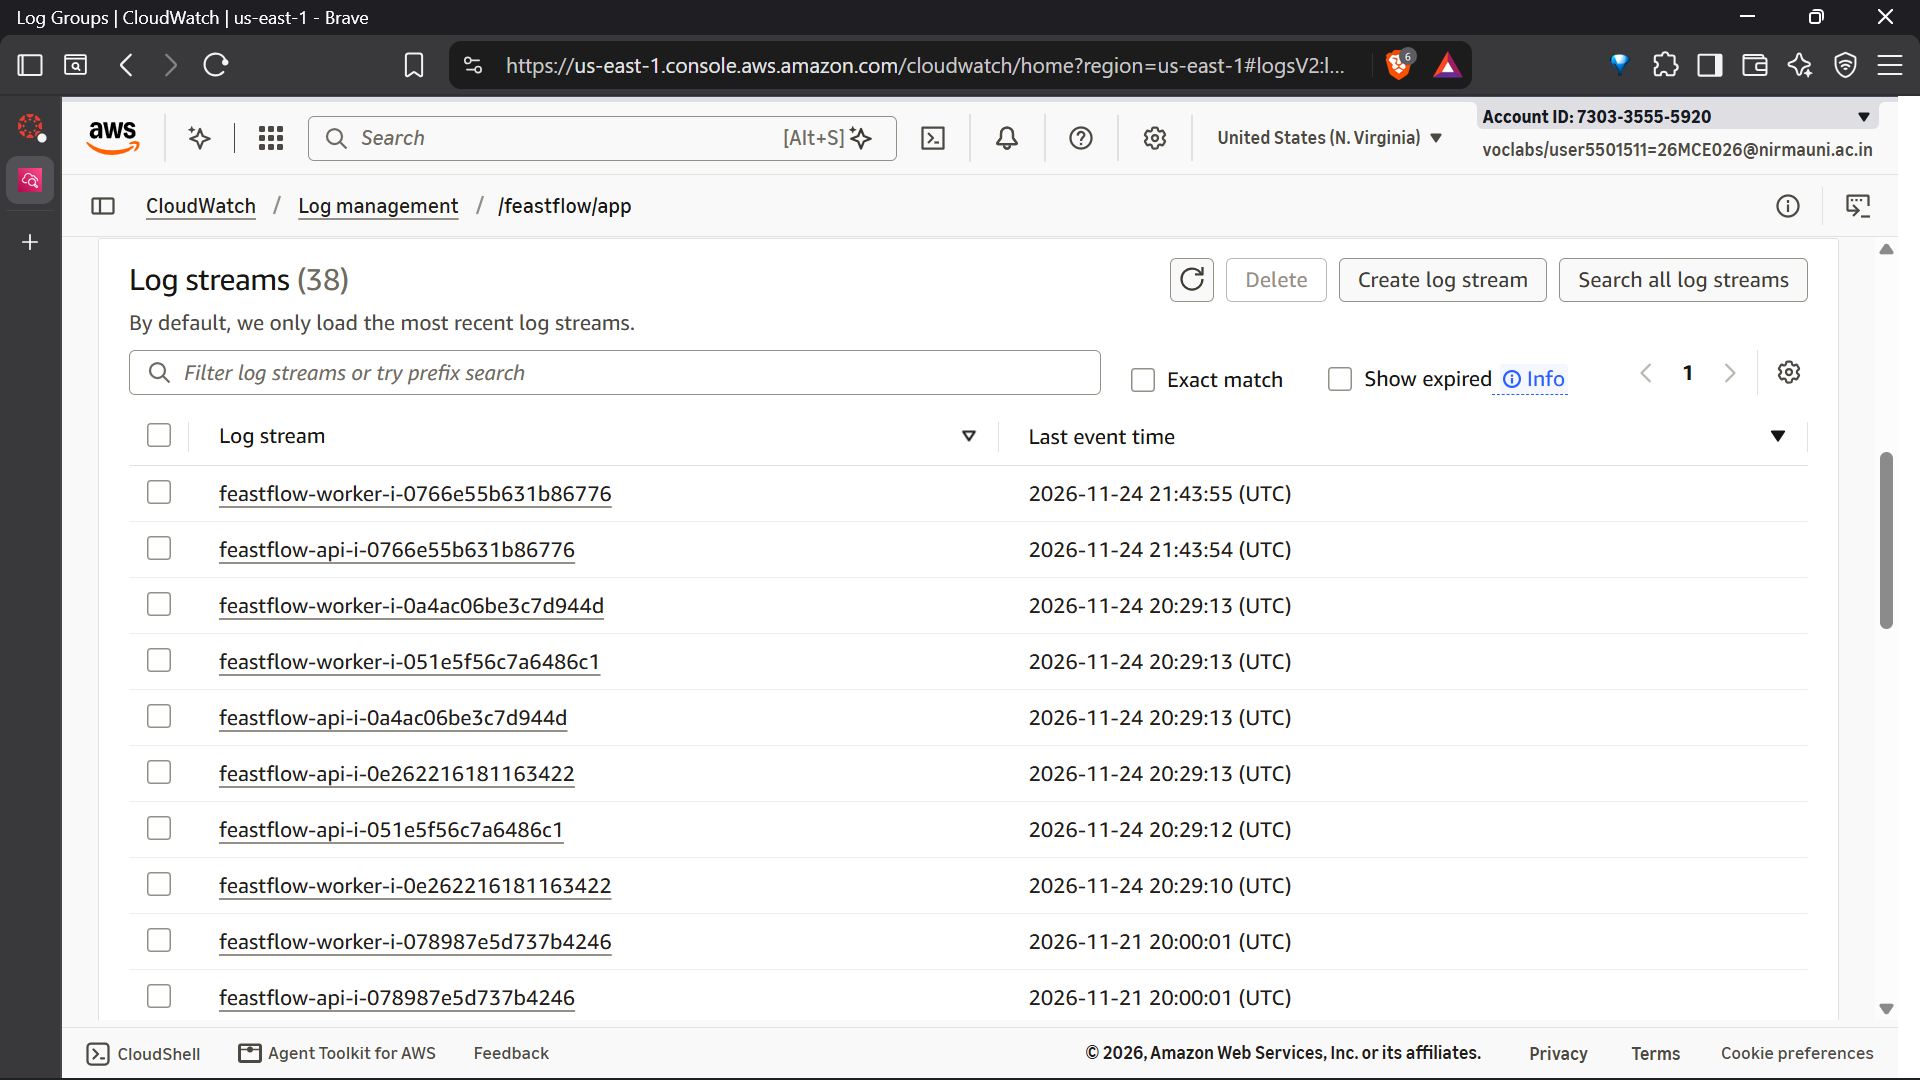 Log Groups | CloudWatch | us-east-1 - Brave
https://us-east-1.console.aws.amazon.com/cloudwatch/home?region=us-east-1#logsV2:l...
6
aws
Search
[Alt+S]
United States (N. Virginia)
Account ID: 7303-3555-5920
voclabs/user5501511=26MCE026@nirmauni.ac.in
CloudWatch / Log management / /feastflow/app
Log streams (38)
Delete
Create log stream
Search all log streams
By default, we only load the most recent log streams.
Filter log streams or try prefix search
Exact match
Show expired
Info
1
Log stream
Last event time
feastflow-worker-i-0766e55b631b86776 2026-11-24 21:43:55 (UTC)
feastflow-api-i-0766e55b631b86776 2026-11-24 21:43:54 (UTC)
feastflow-worker-i-0a4ac06be3c7d944d 2026-11-24 20:29:13 (UTC)
feastflow-worker-i-051e5f56c7a6486c1 2026-11-24 20:29:13 (UTC)
feastflow-api-i-0a4ac06be3c7d944d 2026-11-24 20:29:13 (UTC)
feastflow-api-i-0e262216181163422 2026-11-24 20:29:13 (UTC)
feastflow-api-i-051e5f56c7a6486c1 2026-11-24 20:29:12 (UTC)
feastflow-worker-i-0e262216181163422 2026-11-24 20:29:10 (UTC)
feastflow-worker-i-078987e5d737b4246 2026-11-21 20:00:01 (UTC)
feastflow-api-i-078987e5d737b4246 2026-11-21 20:00:01 (UTC)
CloudShell
Agent Toolkit for AWS
Feedback
© 2026, Amazon Web Services, Inc. or its affiliates.
Privacy
Terms
Cookie preferences